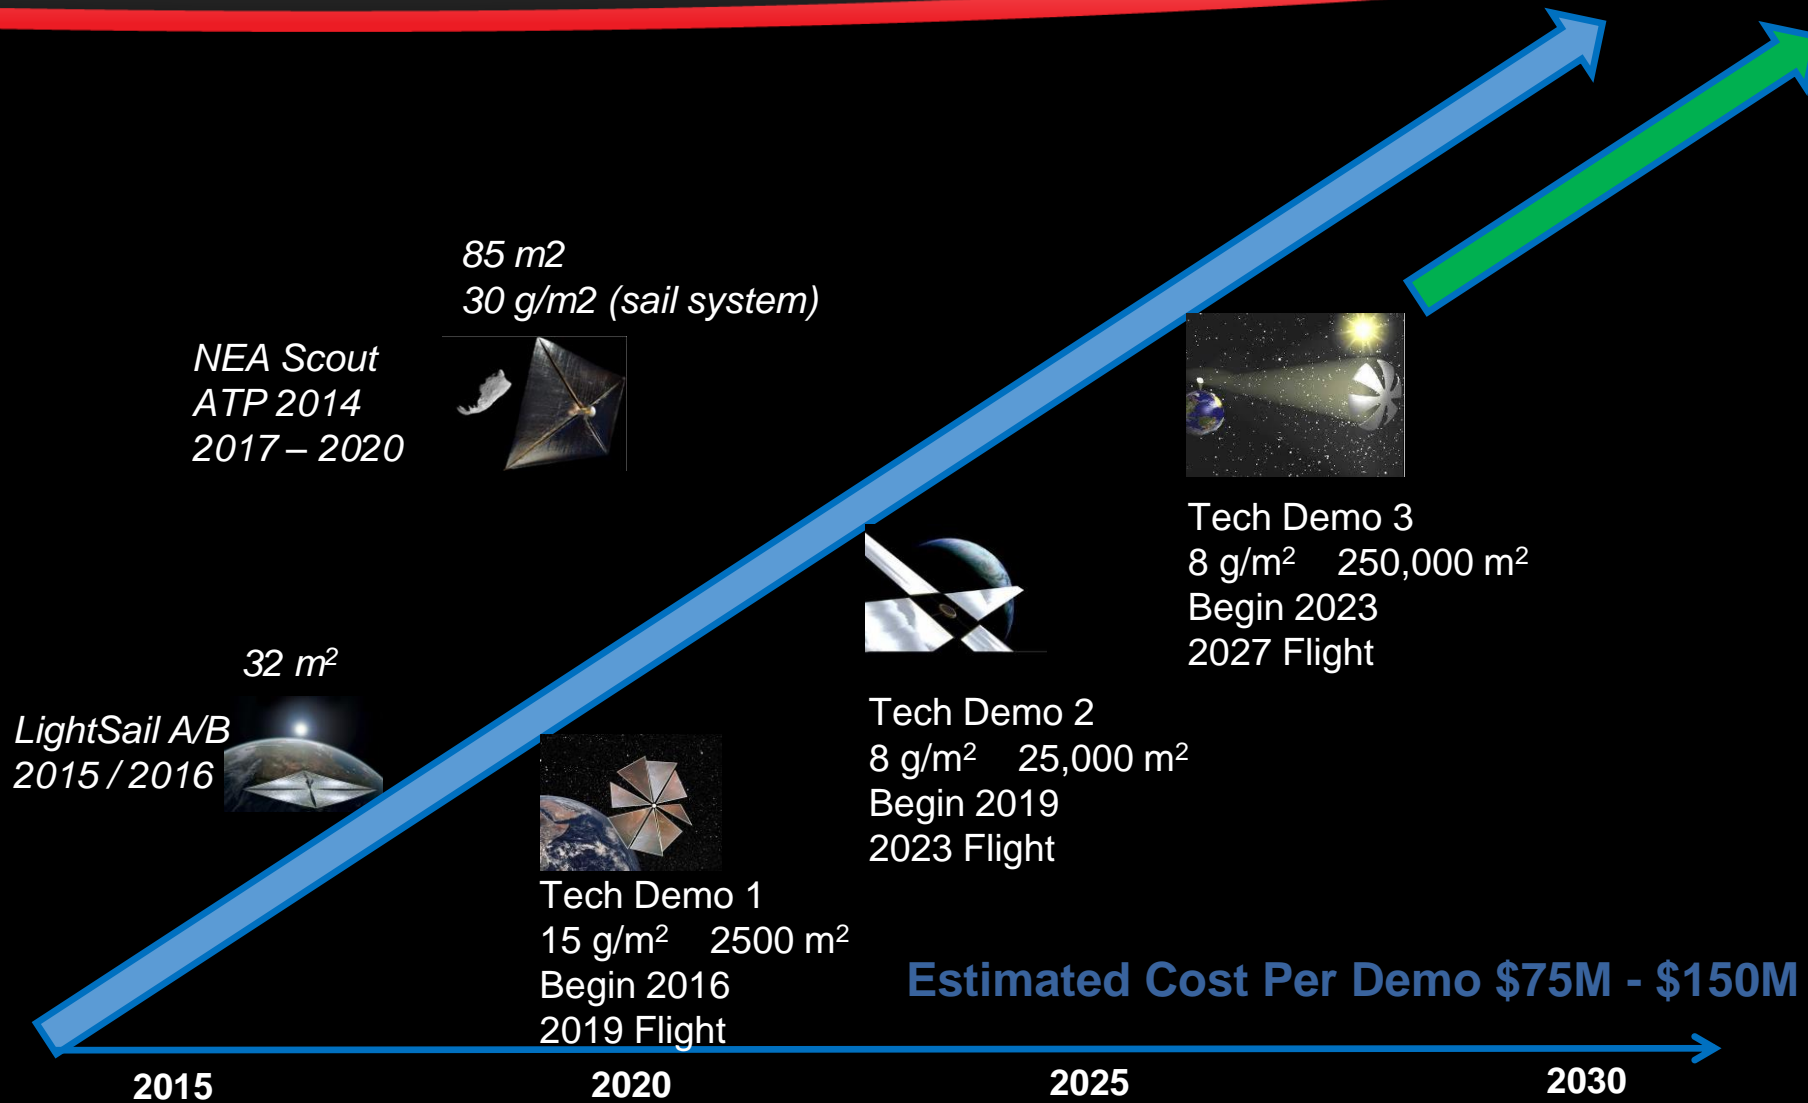 85 m2
30 g/m2 (sail system)
NEA Scout
ATP 2014
2017 – 2020
32 m²
LightSail A/B
2015 / 2016
Tech Demo 1
15 g/m² 2500 m²
Begin 2016
2019 Flight
Tech Demo 2
8 g/m² 25,000 m²
Begin 2019
2023 Flight
Tech Demo 3
8 g/m² 250,000 m²
Begin 2023
2027 Flight
Estimated Cost Per Demo $75M - $150M
2015
2020
2025
2030